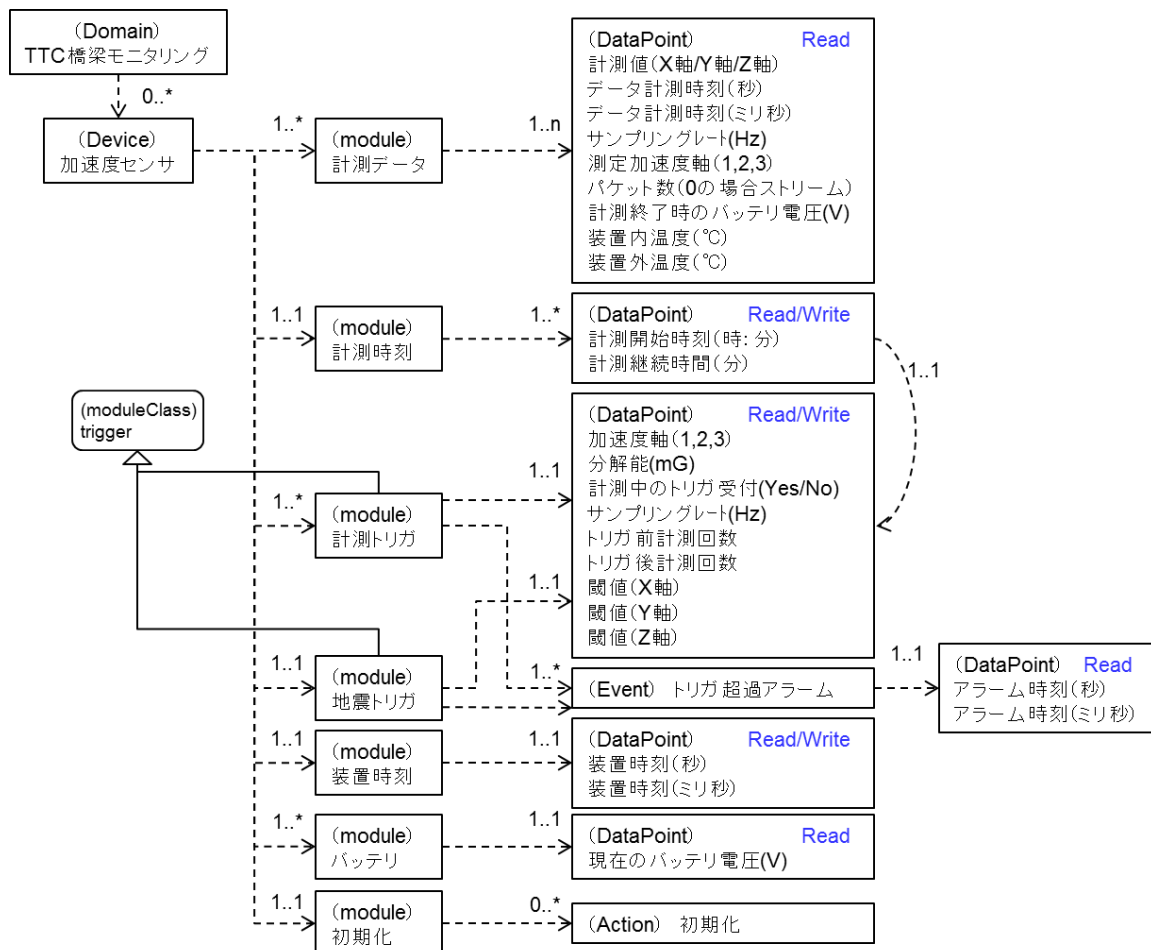 (Domain)
TTC橋梁モニタリング
0..*
(Device)
加速度センサ
1..*
(module)
計測データ
1..n
(DataPoint) Read
計測値(X軸/Y軸/Z軸)
データ計測時刻(秒)
データ計測時刻(ミリ秒)
サンプリングレート(Hz)
測定加速度軸(1,2,3)
パケット数(0の場合ストリーム)
計測終了時のバッテリ電圧(V)
装置内温度(℃)
装置外温度(℃)
1..1
(module)
計測時刻
1..*
(DataPoint) Read/Write
計測開始時刻(時:分)
計測継続時間(分)
1..1
(moduleClass)
trigger
1..*
(module)
計測トリガ
1..1
(DataPoint) Read/Write
加速度軸(1,2,3)
分解能(mG)
計測中のトリガ受付(Yes/No)
サンプリングレート(Hz)
トリガ前計測回数
トリガ後計測回数
閾値(X軸)
閾値(Y軸)
閾値(Z軸)
1..1
1..1
(module)
地震トリガ
1..*
(Event) トリガ超過アラーム
1..1
(DataPoint) Read
アラーム時刻(秒)
アラーム時刻(ミリ秒)
1..1
(module)
装置時刻
1..1
(DataPoint) Read/Write
装置時刻(秒)
装置時刻(ミリ秒)
1..*
(module)
バッテリ
1..1
(DataPoint) Read
現在のバッテリ電圧(V)
1..1
(module)
初期化
0..*
(Action) 初期化